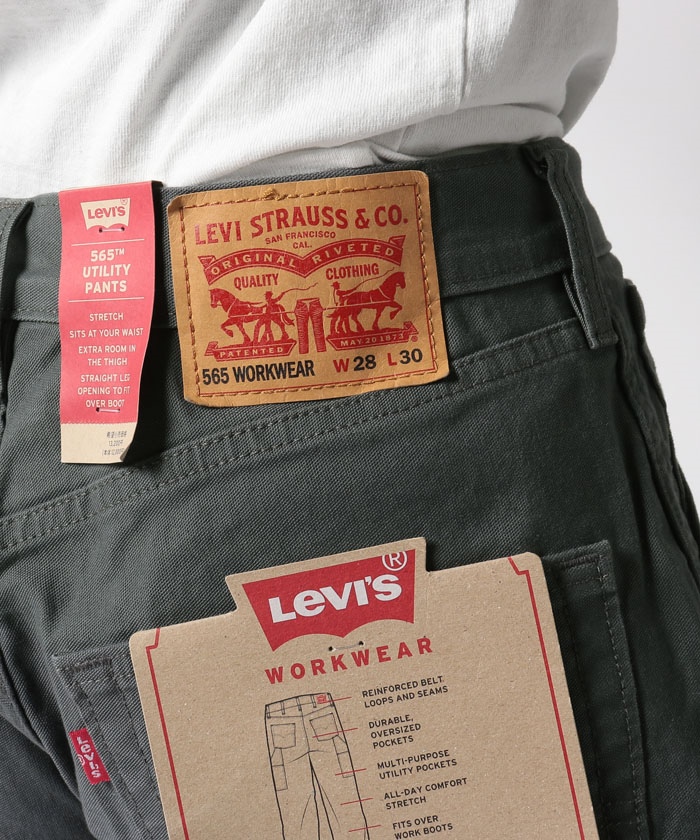 Levi's
565™
UTILITY
PANTS
STRETCH
SITS AT YOUR WAIST
EXTRA ROOM IN
THE THIGH
STRAIGHT LEG
OPENING TO FIT
OVER BOOT
LEVI STRAUSS & CO.
SAN FRANCISCO
CAL.
ORIGINAL RIVETED
QUALITY CLOTHING
PATENTED MAY 20 1873
565 WORKWEAR W 28 L 30
LEVI'S®
WORKWEAR
REINFORCED BELT
LOOPS AND SEAMS
DURABLE,
OVERSIZED
POCKETS
MULTI-PURPOSE
UTILITY POCKETS
ALL-DAY COMFORT
STRETCH
FITS OVER
WORK BOOTS
LEVI'S